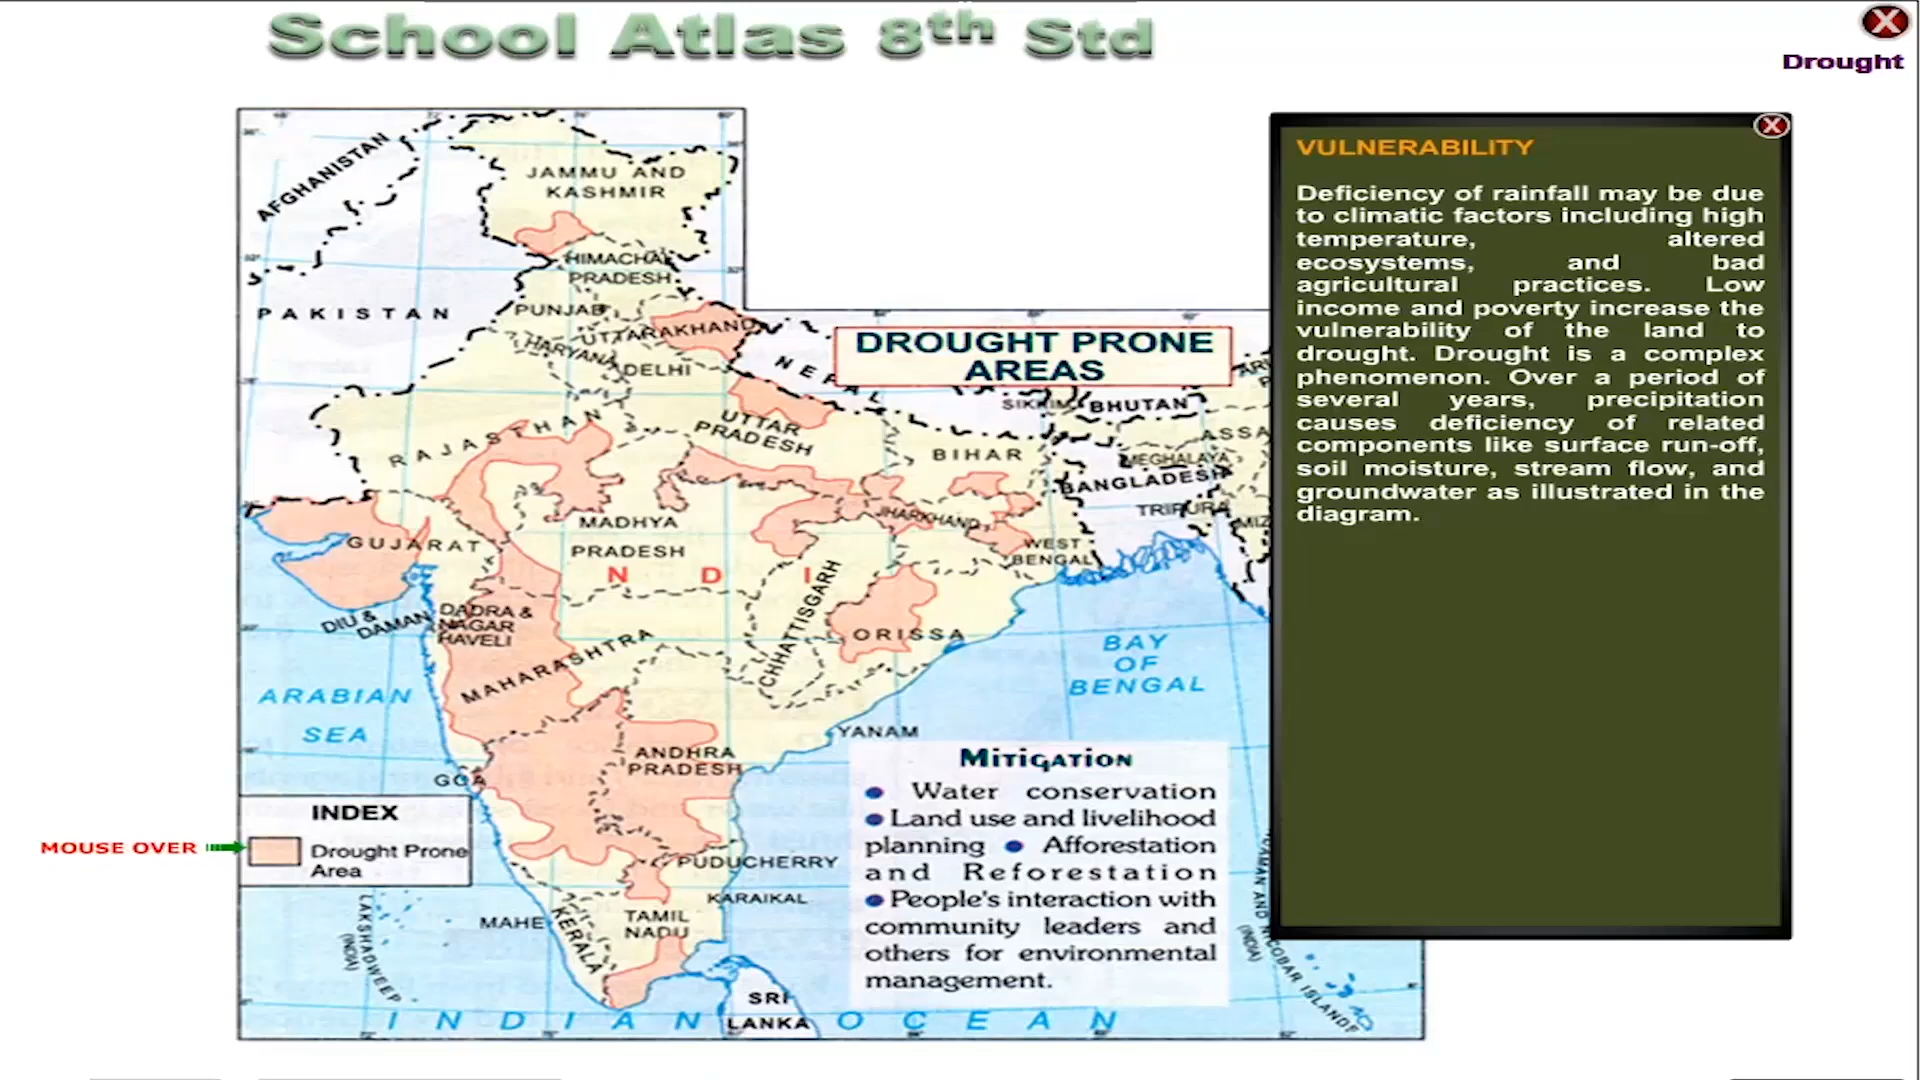 School Atlas 8th Std
Drought
AFGHANISTAN
JAMMU AND
KASHMIR
HIMACHAL
PRADESH
PAKISTAN
PUNJAB
UTTARAKHAND
HARYANA
DELHI
NEPAL
DROUGHT PRONE
AREAS
SIKKIM
BHUTAN
RAJASTHAN
UTTAR
PRADESH
BIHAR
ASSA
MEGHALAYA
BANGLADESH
TRIPURA
MIZ
JHARKHAND
GUJARAT
MADHYA
PRADESH
WEST
BENGAL
N D I
CHHATTISGARH
DIU &
DAMAN
DADRA &
NAGAR
HAVELI
MAHARASHTRA
ORISSA
BAY
OF
BENGAL
ARABIAN
SEA
YANAM
ANDHRA
PRADESH
GOA
INDEX
Drought Prone
Area
MOUSE OVER
PUDUCHERRY
KARAIKAL
MAHE
KERALA
TAMIL
NADU
LAKSHADWEEP
(INDIA)
SRI
LANKA
INDIAN OCEAN
(INDIA)
Mitigation
● Water conservation
● Land use and livelihood
planning ● Afforestation
and Reforestation
● People's interaction with
community leaders and
others for environmental
management.
VULNERABILITY
Deficiency of rainfall may be due
to climatic factors including high
temperature, altered
ecosystems, and bad
agricultural practices. Low
income and poverty increase the
vulnerability of the land to
drought. Drought is a complex
phenomenon. Over a period of
several years, precipitation
causes deficiency of related
components like surface run-off,
soil moisture, stream flow, and
groundwater as illustrated in the
diagram.